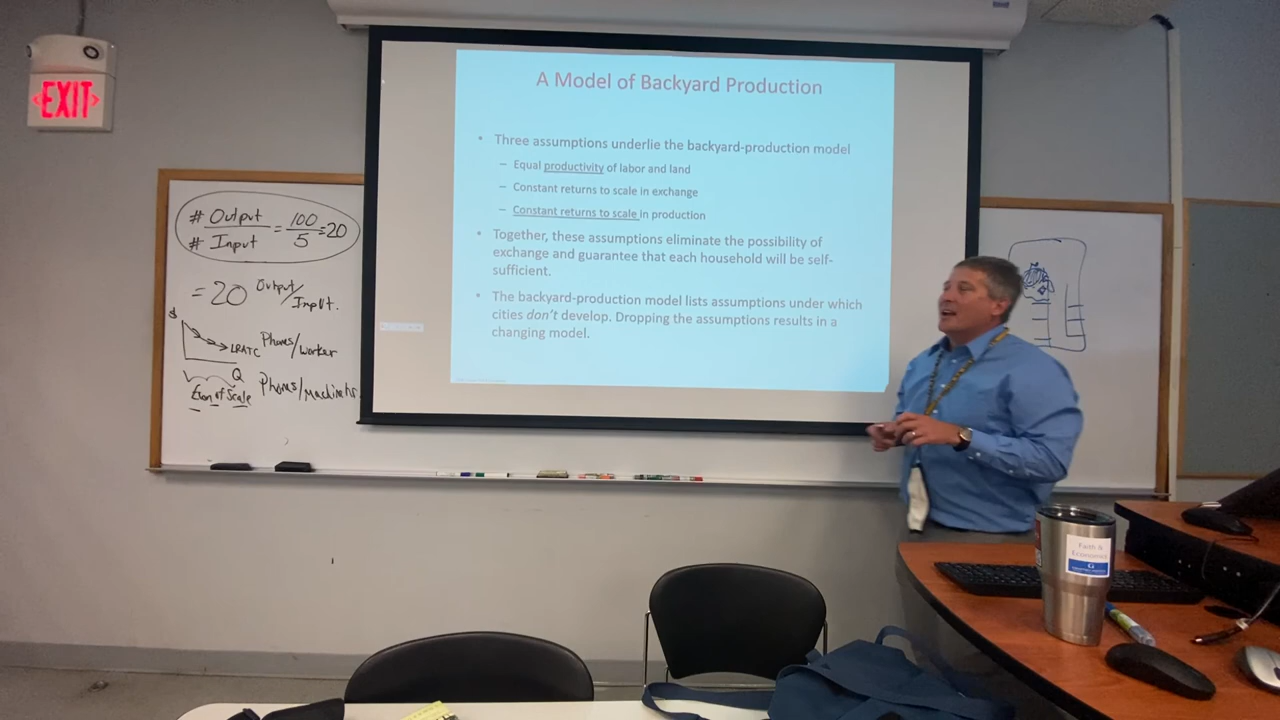 EXIT
# Output
# Input
= 100
5
= 20
= 20 Output/
Input.
$
LRATC
Q
Phones/worker
Econ of Scale
Phones/Machine hr
A Model of Backyard Production
• Three assumptions underlie the backyard-production model
– Equal productivity of labor and land
– Constant returns to scale in exchange
– Constant returns to scale in production
• Together, these assumptions eliminate the possibility of
exchange and guarantee that each household will be self-
sufficient.
• The backyard-production model lists assumptions under which
cities don't develop. Dropping the assumptions results in a
changing model.
Faith &
Economics
G